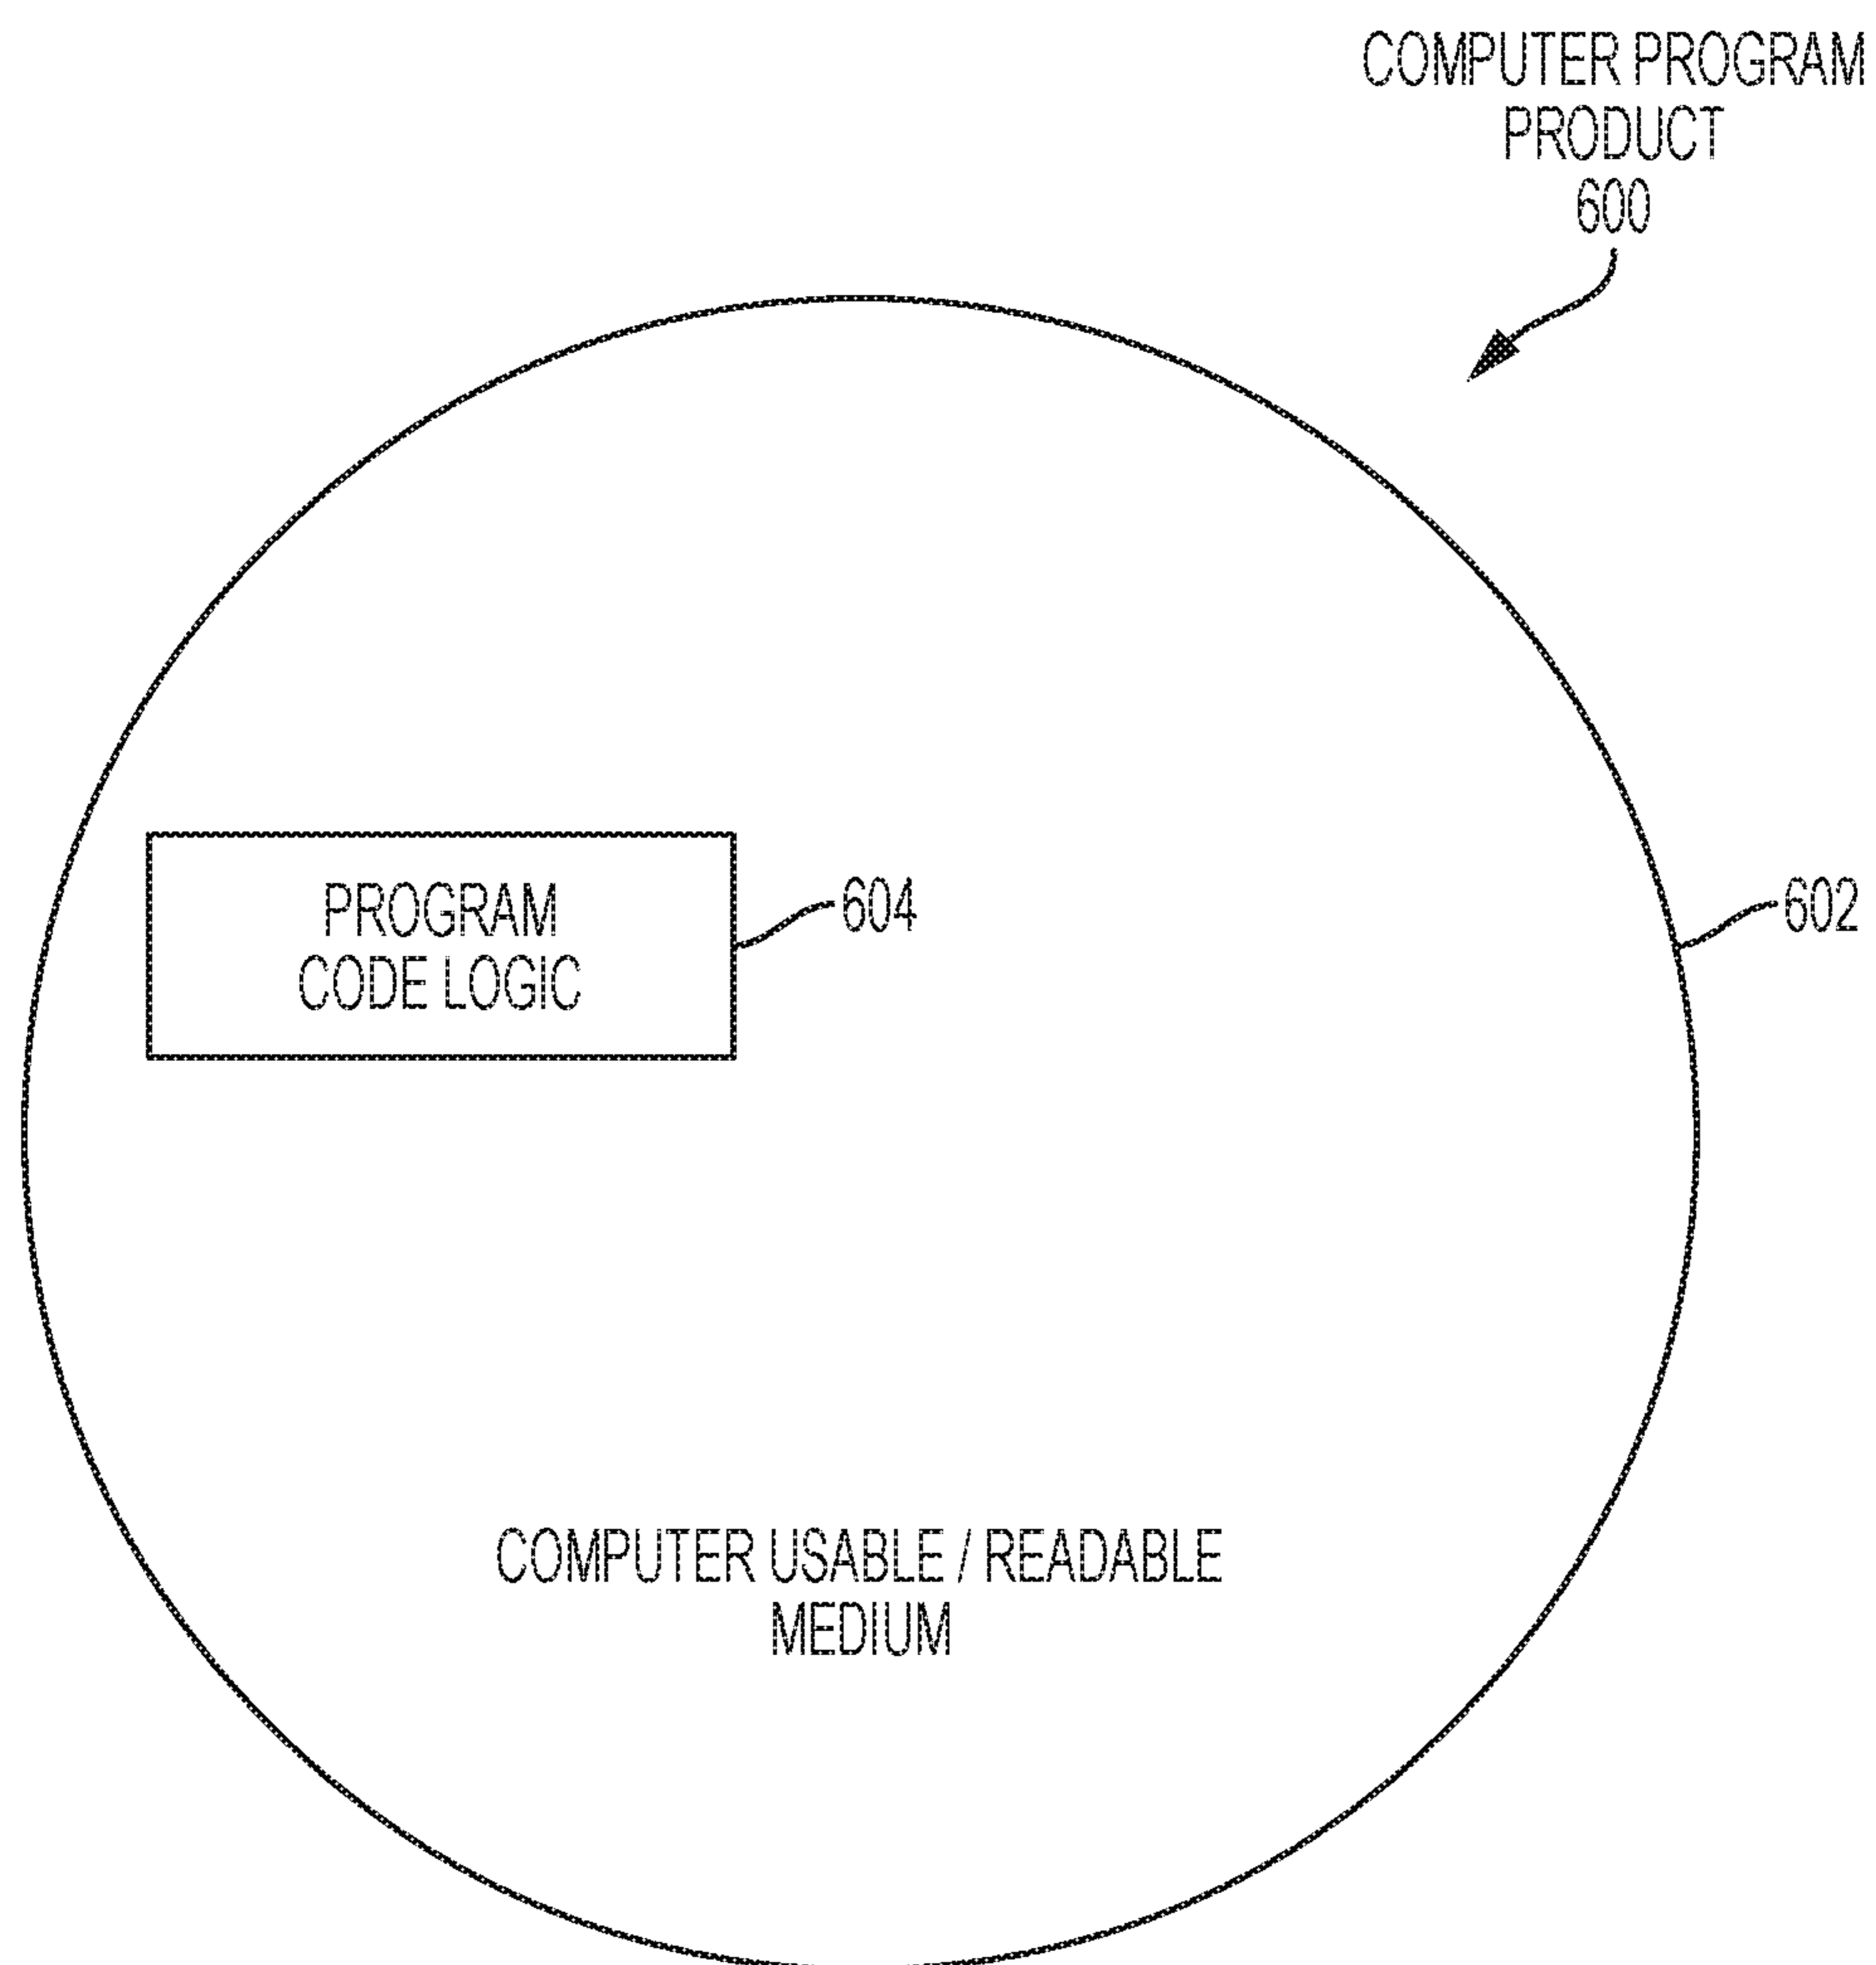 COMPUTER PROGRAM
PRODUCT
600
PROGRAM
CODE LOGIC
604
602
COMPUTER USABLE / READABLE
MEDIUM